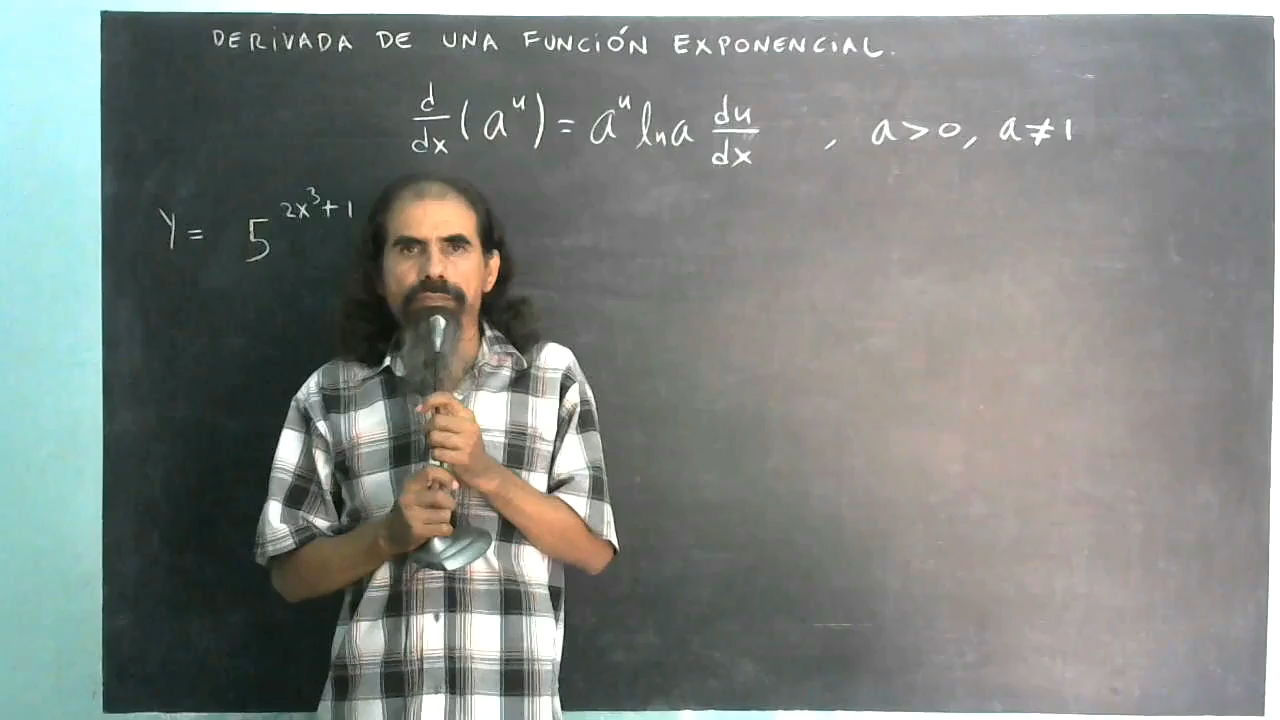 DERIVADA DE UNA FUNCIÓN EXPONENCIAL.
d/dx (a^u) = a^u ln a du/dx , a > 0, a ≠ 1
Y = 5^(2x^3 + 1)